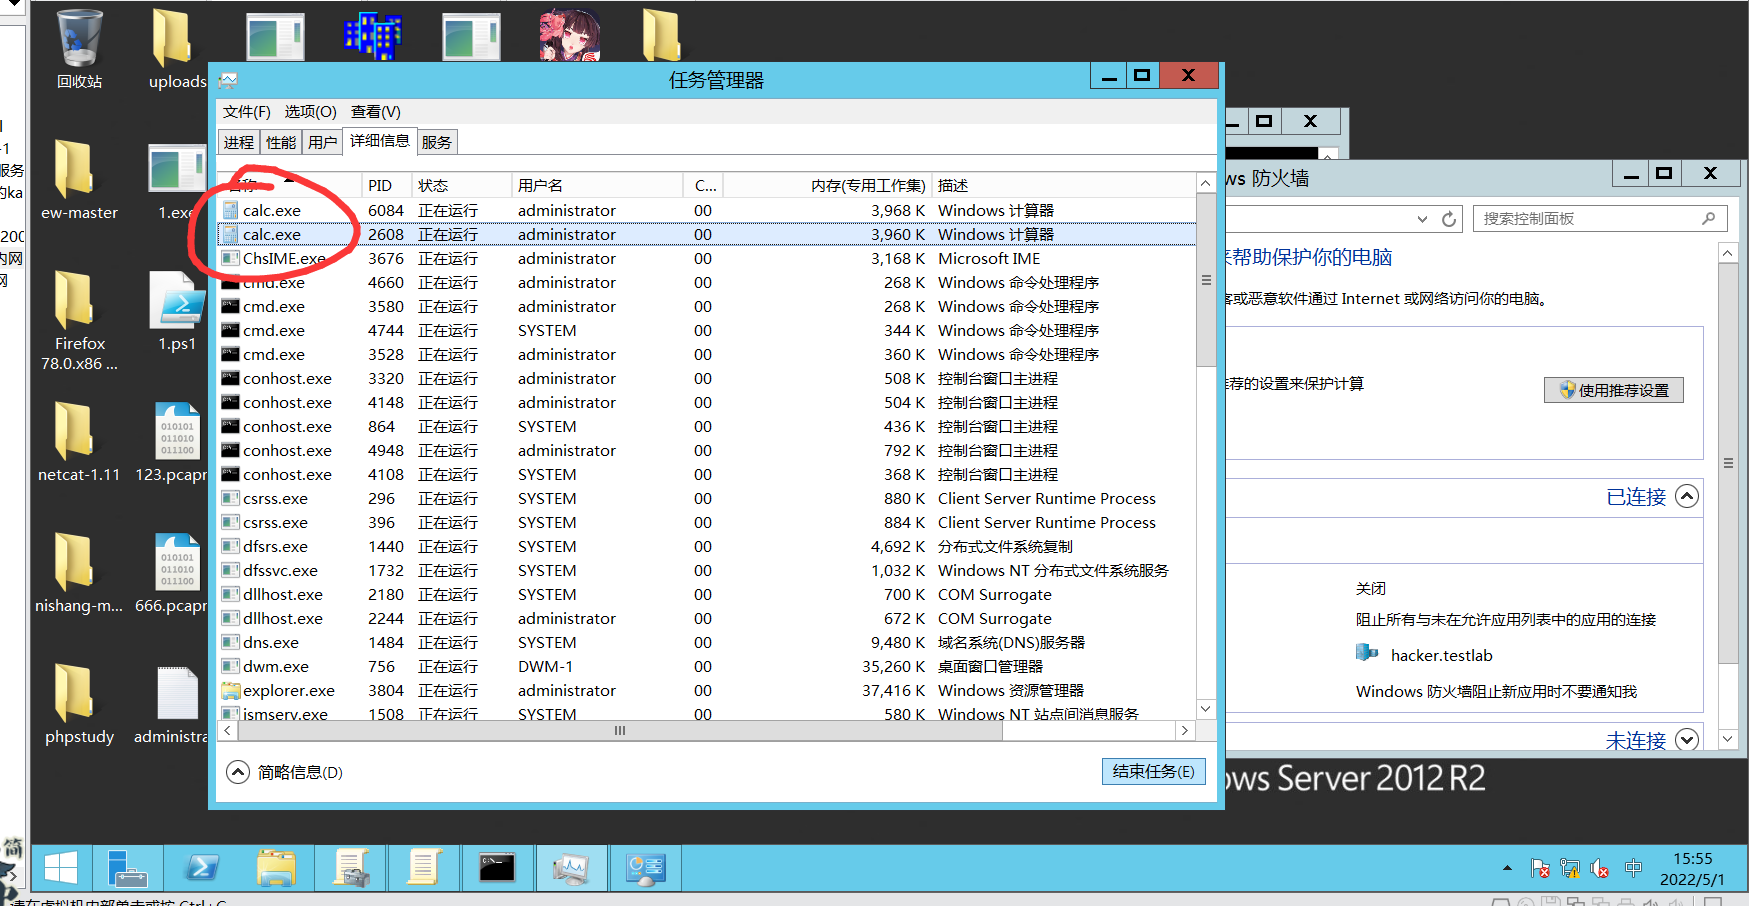 回收站
uploads
ew-master
1.exe
Firefox
78.0.x86 ...
1.ps1
netcat-1.11
123.pcapn
nishang-m...
666.pcapn
phpstudy
administra
服务
的ka
200
内网
网
任务管理器
文件(F) 选项(O) 查看(V)
进程 性能 用户 详细信息 服务
名称 PID 状态 用户名 C... 内存(专用工作集) 描述
calc.exe 6084 正在运行 administrator 00 3,968 K Windows 计算器
calc.exe 2608 正在运行 administrator 00 3,960 K Windows 计算器
ChsIME.exe 3676 正在运行 administrator 00 3,168 K Microsoft IME
cmd.exe 4660 正在运行 administrator 00 268 K Windows 命令处理程序
cmd.exe 3580 正在运行 administrator 00 268 K Windows 命令处理程序
cmd.exe 4744 正在运行 SYSTEM 00 344 K Windows 命令处理程序
cmd.exe 3528 正在运行 administrator 00 360 K Windows 命令处理程序
conhost.exe 3320 正在运行 administrator 00 508 K 控制台窗口主进程
conhost.exe 4148 正在运行 administrator 00 504 K 控制台窗口主进程
conhost.exe 864 正在运行 SYSTEM 00 436 K 控制台窗口主进程
conhost.exe 4948 正在运行 administrator 00 792 K 控制台窗口主进程
conhost.exe 4108 正在运行 SYSTEM 00 368 K 控制台窗口主进程
csrss.exe 296 正在运行 SYSTEM 00 880 K Client Server Runtime Process
csrss.exe 396 正在运行 SYSTEM 00 884 K Client Server Runtime Process
dfsrs.exe 1440 正在运行 SYSTEM 00 4,692 K 分布式文件系统复制
dfssvc.exe 1732 正在运行 SYSTEM 00 1,032 K Windows NT 分布式文件系统服务
dllhost.exe 2180 正在运行 SYSTEM 00 700 K COM Surrogate
dllhost.exe 2244 正在运行 administrator 00 672 K COM Surrogate
dns.exe 1484 正在运行 SYSTEM 00 9,480 K 域名系统(DNS)服务器
dwm.exe 756 正在运行 DWM-1 00 35,260 K 桌面窗口管理器
explorer.exe 3804 正在运行 administrator 00 37,416 K Windows 资源管理器
ismserv.exe 1508 正在运行 SYSTEM 00 580 K Windows NT 站点间消息服务
简略信息(D)
结束任务(E)
ws 防火墙
搜索控制面板
帮助保护你的电脑
客或恶意软件通过 Internet 或网络访问你的电脑。
推荐的设置来保护计算
使用推荐设置
已连接
关闭
阻止所有与未在允许应用列表中的应用的连接
hacker.testlab
Windows 防火墙阻止新应用时不要通知我
未连接
ows Server 2012 R2
简
中
15:55
2022/5/1